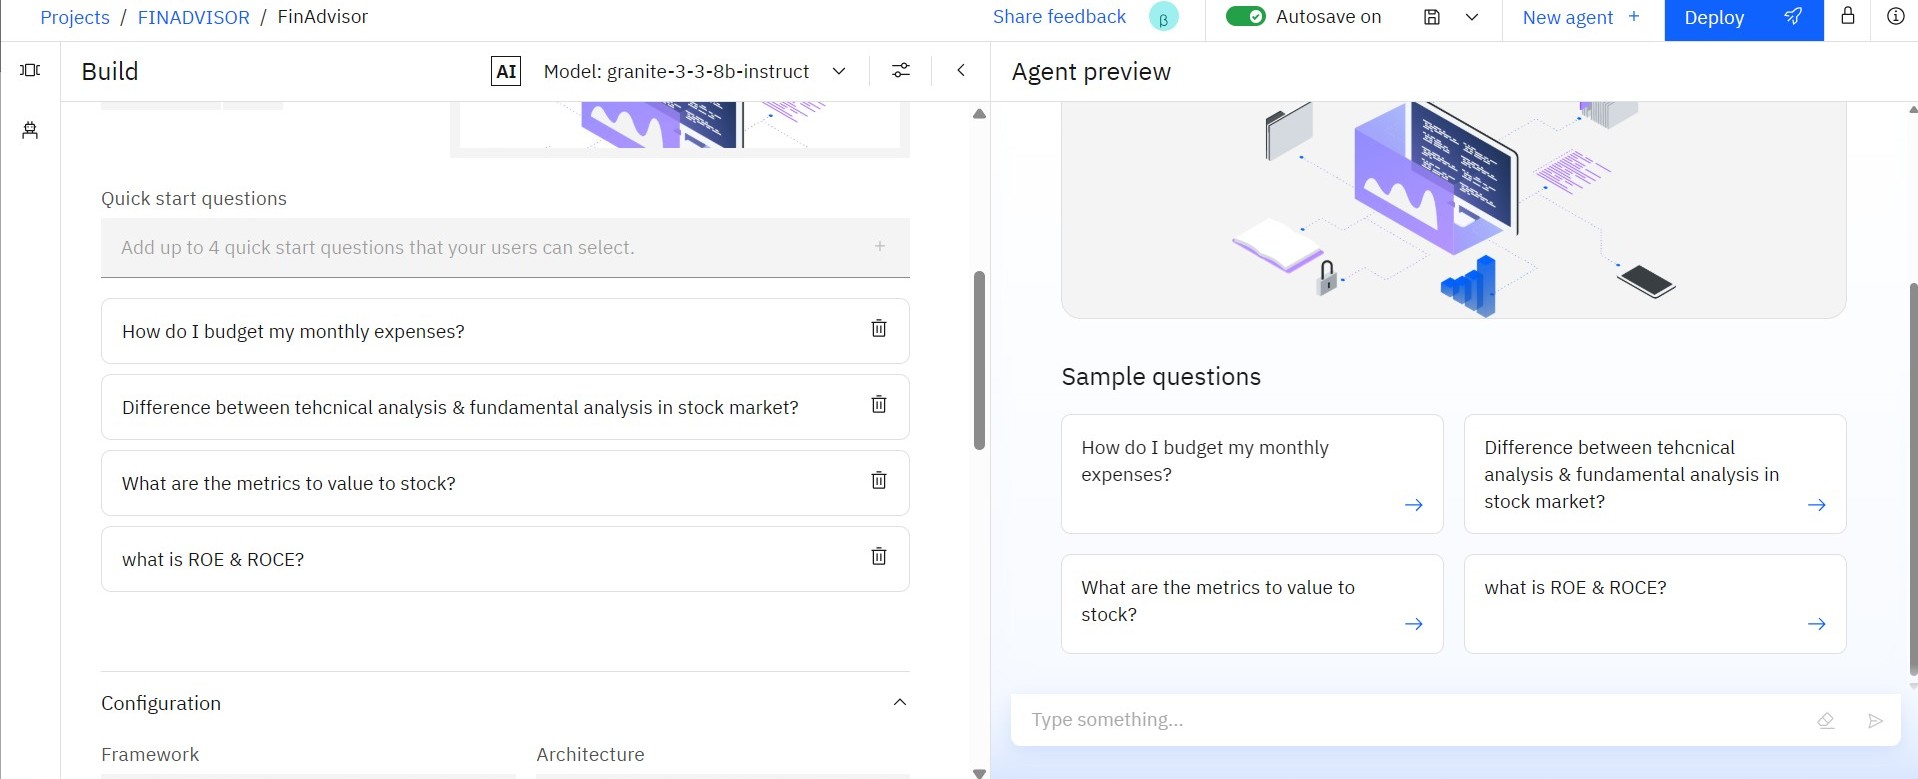 Projects / FINADVISOR / FinAdvisor
Share feedback
β
Autosave on
New agent +
Deploy
Build
AI
Model: granite-3-3-8b-instruct
Agent preview
Quick start questions
Add up to 4 quick start questions that your users can select.
How do I budget my monthly expenses?
Difference between tehcnical analysis & fundamental analysis in stock market?
What are the metrics to value to stock?
what is ROE & ROCE?
Configuration
Framework
Architecture
Sample questions
How do I budget my monthly
expenses?
Difference between tehcnical
analysis & fundamental analysis in
stock market?
What are the metrics to value to
stock?
what is ROE & ROCE?
Type something...